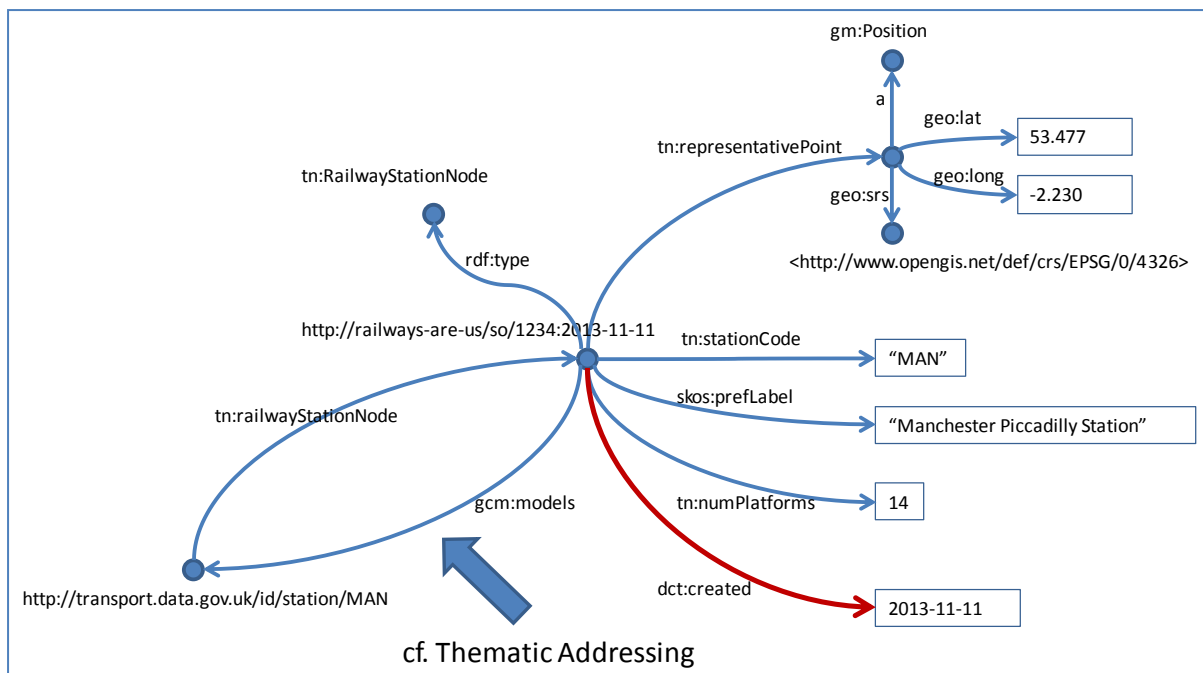 gm:Position
a
geo:lat
53.477
tn:representativePoint
geo:long
-2.230
tn:RailwayStationNode
geo:srs
<http://www.opengis.net/def/crs/EPSG/0/4326>
rdf:type
http://railways-are-us/so/1234:2013-11-11
tn:stationCode
“MAN”
skos:prefLabel
“Manchester Piccadilly Station”
tn:railwayStationNode
gcm:models
tn:numPlatforms
14
http://transport.data.gov.uk/id/station/MAN
dct:created
2013-11-11
cf. Thematic Addressing